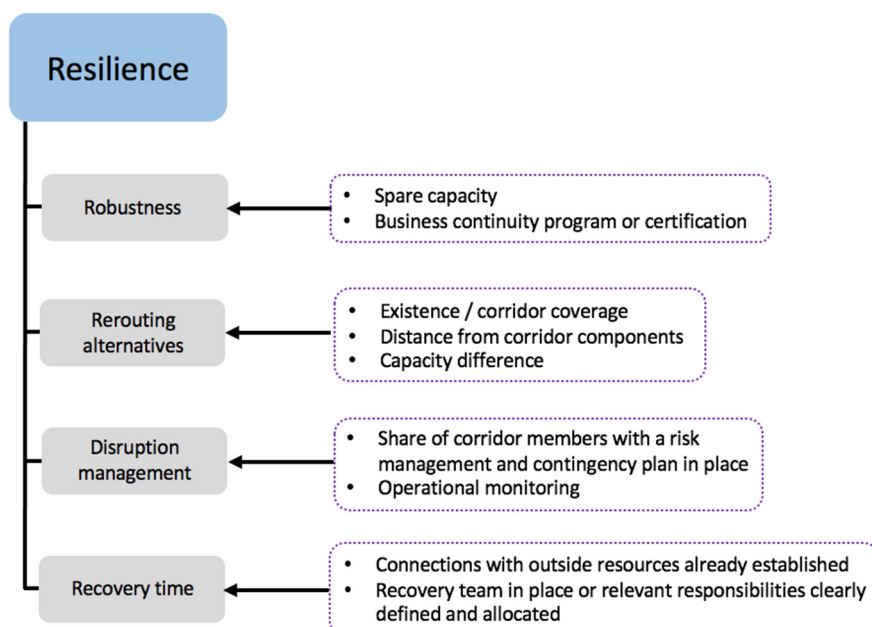 Resilience
Robustness
• Spare capacity
• Business continuity program or certification
Rerouting
alternatives
• Existence / corridor coverage
• Distance from corridor components
• Capacity difference
Disruption
management
• Share of corridor members with a risk
management and contingency plan in place
• Operational monitoring
Recovery time
• Connections with outside resources already established
• Recovery team in place or relevant responsibilities clearly
defined and allocated